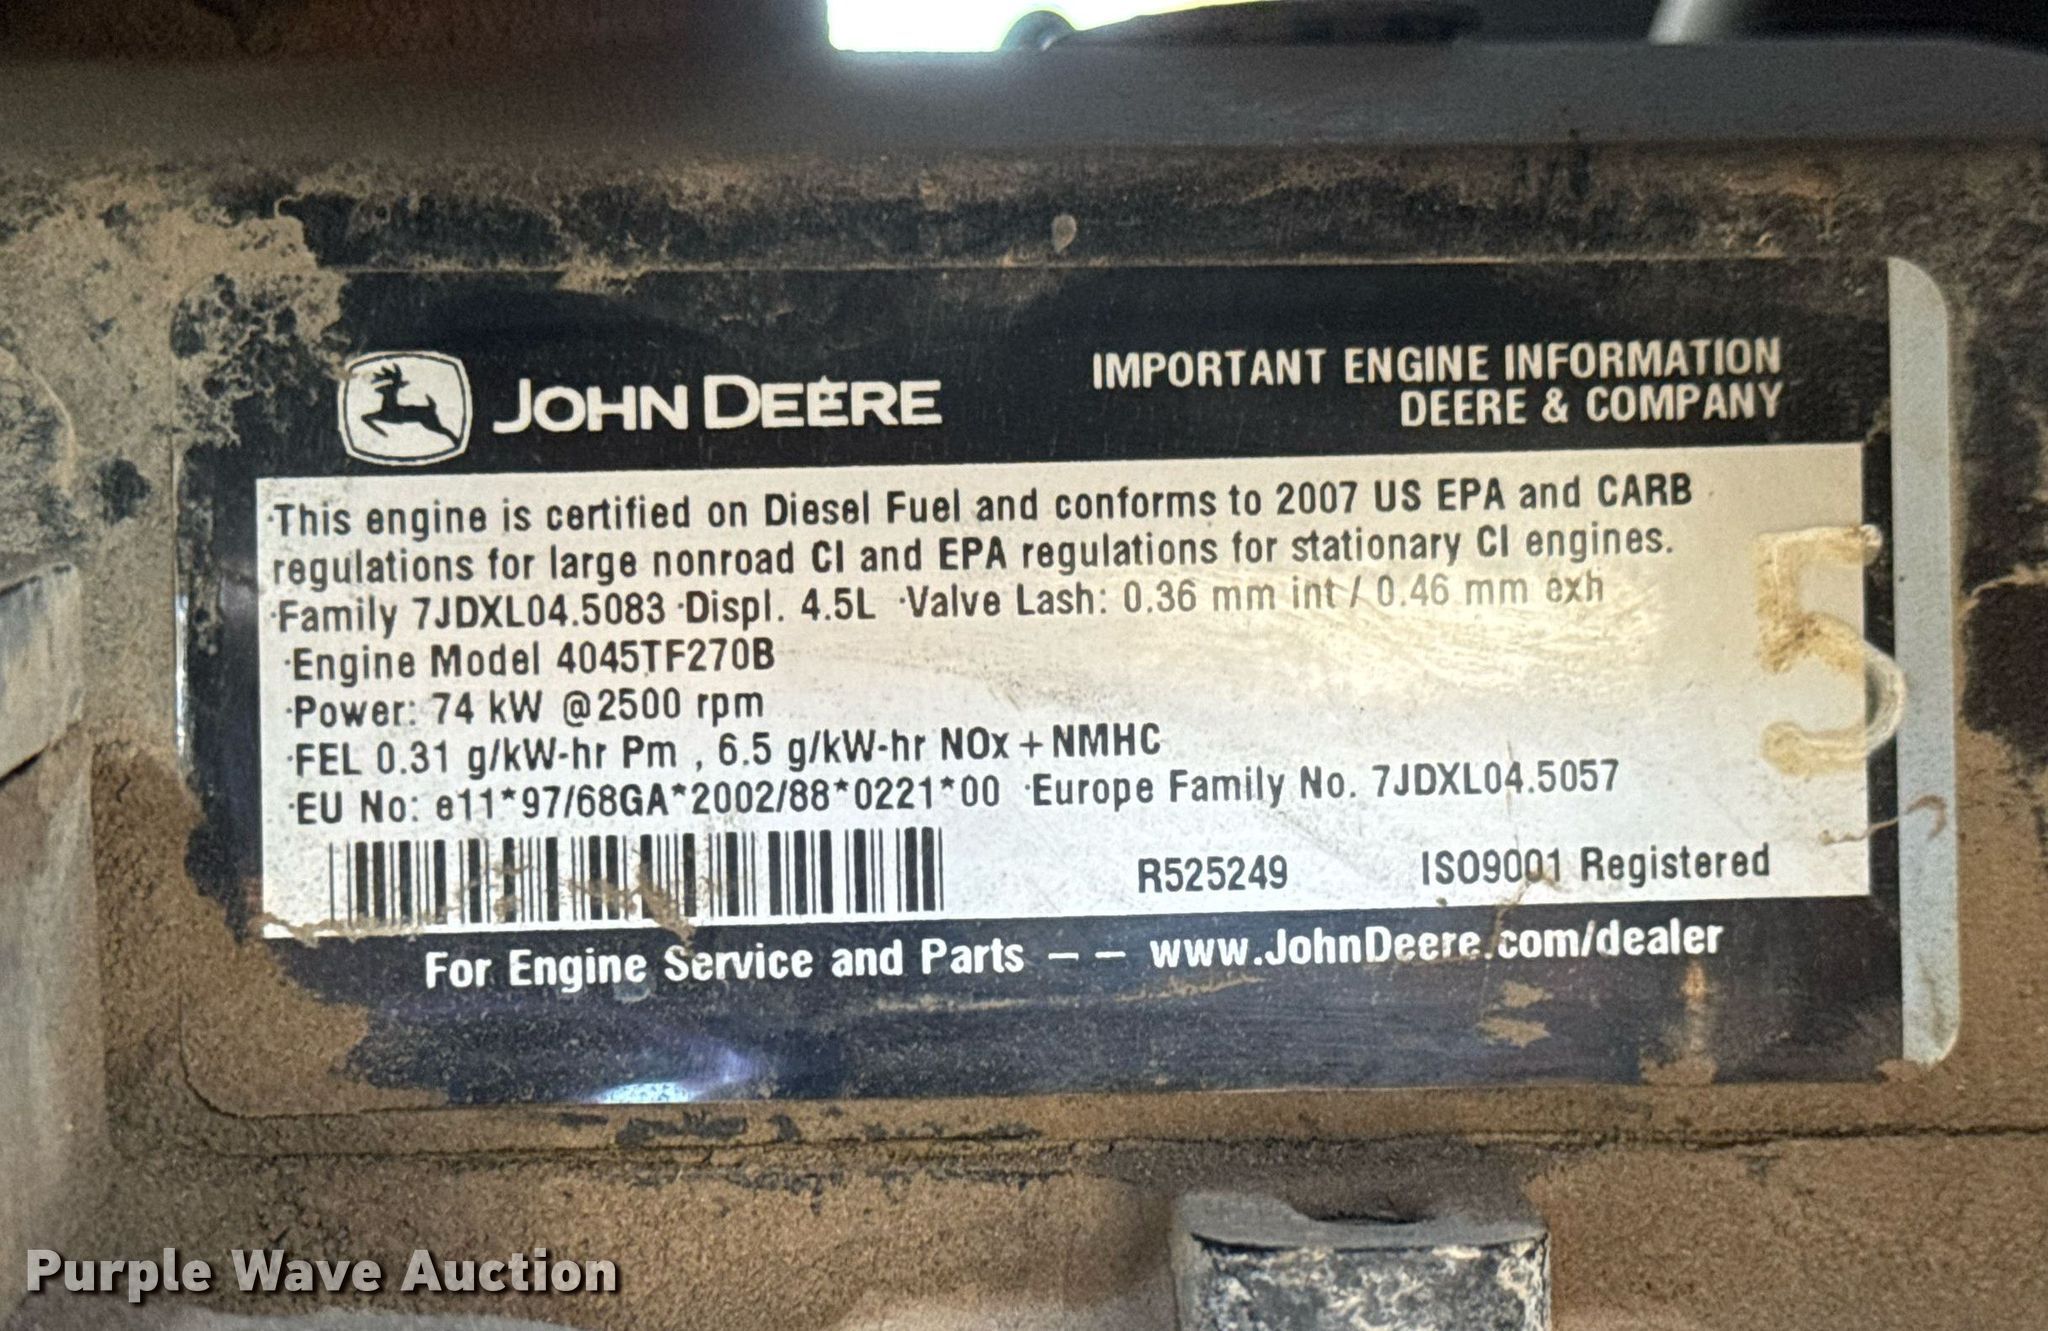 JOHN DEERE
IMPORTANT ENGINE INFORMATION
DEERE & COMPANY
·This engine is certified on Diesel Fuel and conforms to 2007 US EPA and CARB
regulations for large nonroad CI and EPA regulations for stationary CI engines.
·Family 7JDXL04.5083 ·Displ. 4.5L ·Valve Lash: 0.36 mm int / 0.46 mm exh
·Engine Model 4045TF270B
·Power: 74 kW @2500 rpm
·FEL 0.31 g/kW-hr Pm , 6.5 g/kW-hr NOx + NMHC
·EU No: e11*97/68GA*2002/88*0221*00 ·Europe Family No. 7JDXL04.5057
R525249 ISO9001 Registered
For Engine Service and Parts – – www.JohnDeere.com/dealer
5
Purple Wave Auction